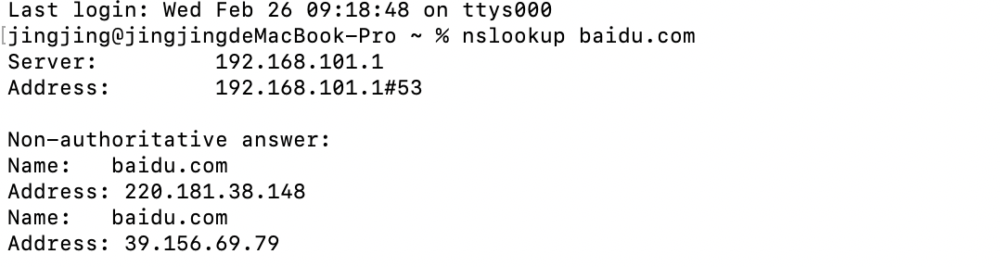 Last login: Wed Feb 26 09:18:48 on ttys000
[jingjing@jingjingdeMacBook-Pro ~ % nslookup baidu.com
Server:		192.168.101.1
Address:	192.168.101.1#53

Non-authoritative answer:
Name:	baidu.com
Address: 220.181.38.148
Name:	baidu.com
Address: 39.156.69.79